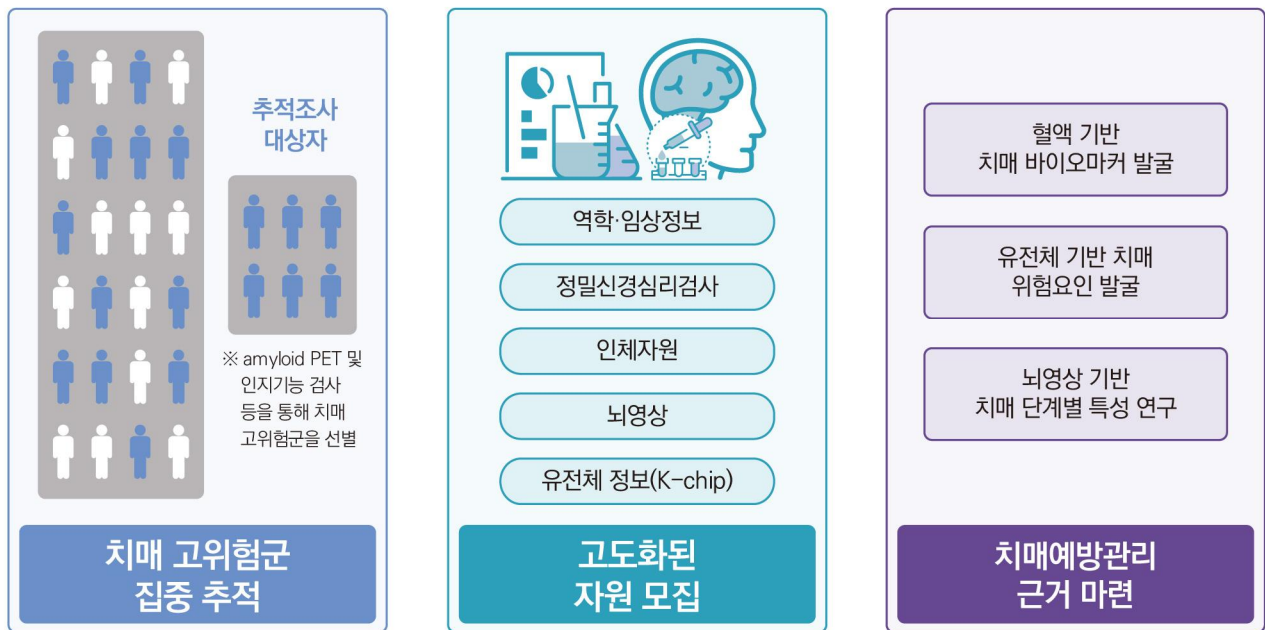 추적조사
대상자
※ amyloid PET 및
인지기능 검사
등을 통해 치매
고위험군을 선별
치매 고위험군
집중 추적
역학·임상정보
정밀신경심리검사
인체자원
뇌영상
유전체 정보(K-chip)
고도화된
자원 모집
혈액 기반
치매 바이오마커 발굴
유전체 기반 치매
위험요인 발굴
뇌영상 기반
치매 단계별 특성 연구
치매예방관리
근거 마련